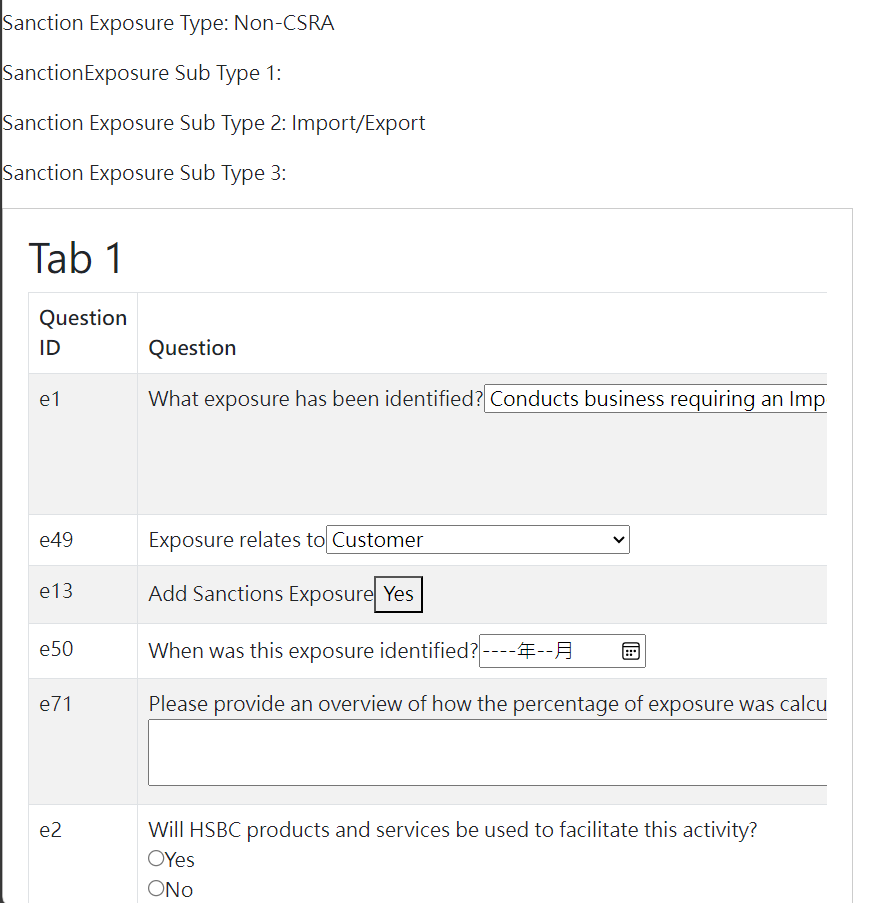 Sanction Exposure Type: Non-CSRA
SanctionExposure Sub Type 1:
Sanction Exposure Sub Type 2: Import/Export
Sanction Exposure Sub Type 3:
Tab 1
Question ID
Question
e1
What exposure has been identified? Conducts business requiring an Imp
e49
Exposure relates to Customer
e13
Add Sanctions Exposure Yes
e50
When was this exposure identified? ----年--月
e71
Please provide an overview of how the percentage of exposure was calcu
e2
Will HSBC products and services be used to facilitate this activity?
Yes
No